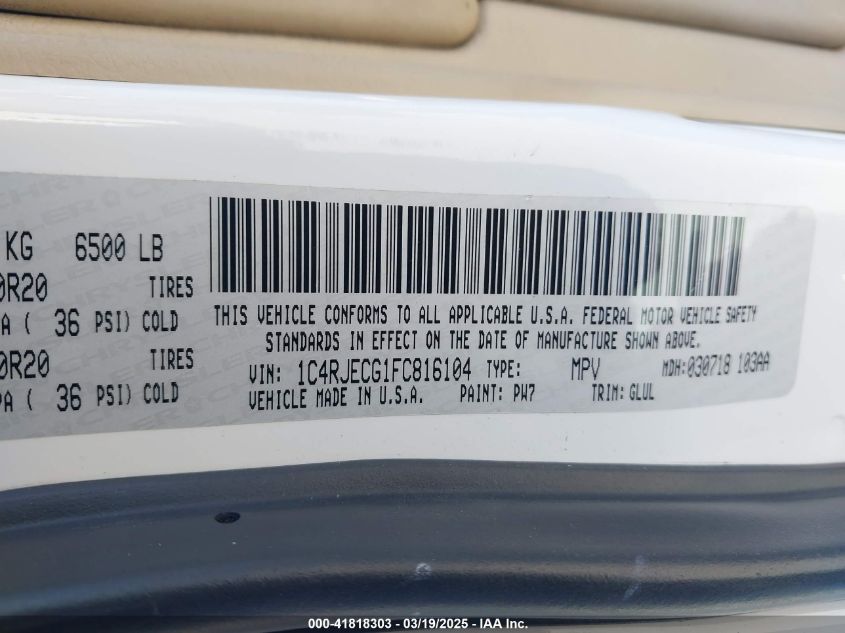 KG 6500 LB
0R20 TIRES
A ( 36 PSI) COLD
0R20 TIRES
PA ( 36 PSI) COLD
THIS VEHICLE CONFORMS TO ALL APPLICABLE U.S.A. FEDERAL MOTOR VEHICLE SAFETY
STANDARDS IN EFFECT ON THE DATE OF MANUFACTURE SHOWN ABOVE.
VIN: 1C4RJECG1FC816104 TYPE: MPV MDH:030718 103AA
VEHICLE MADE IN U.S.A. PAINT: PW7 TRIM: GLUL
000-41818303 - 03/19/2025 - IAA Inc.